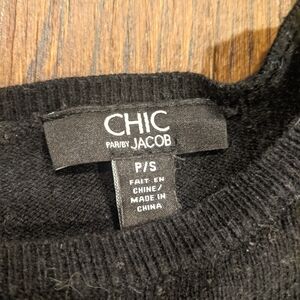 CHIC
PAR/BY JACOB
P/S
FAIT EN
CHINE/
MADE IN
CHINA